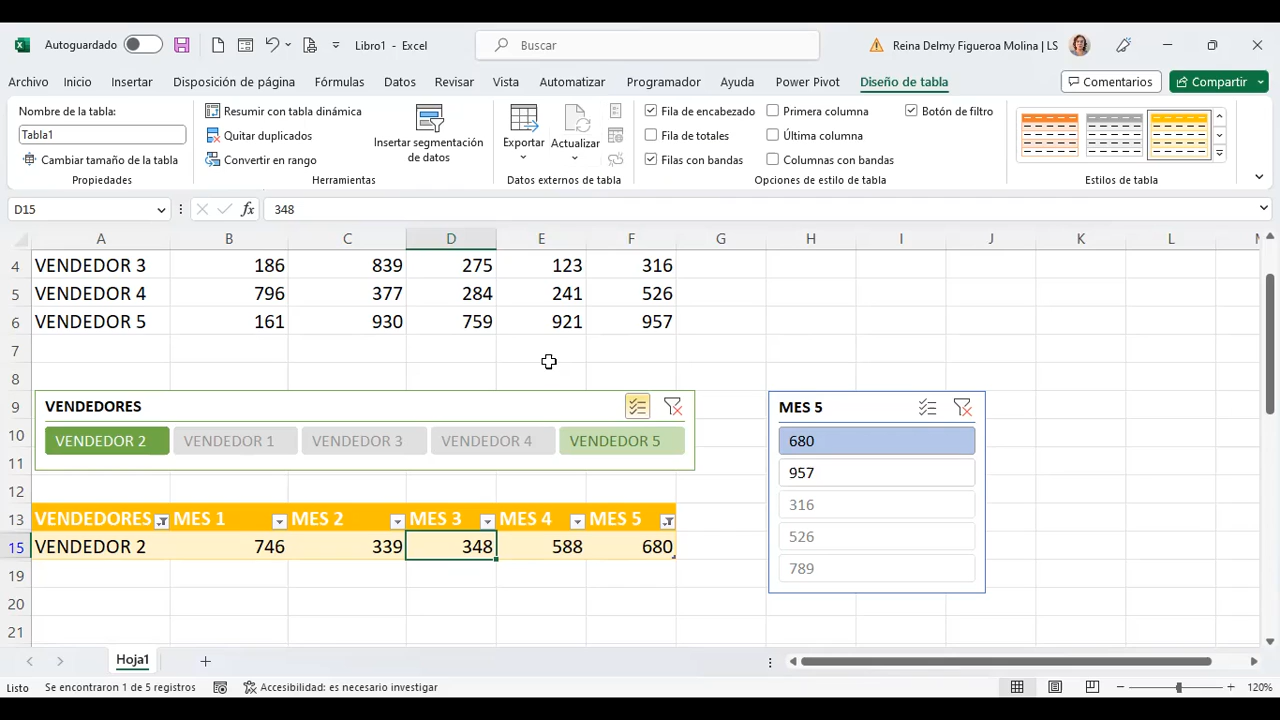 Autoguardado
Libro1 - Excel
Buscar
Reina Delmy Figueroa Molina | LS
Archivo Inicio Insertar Disposición de página Fórmulas Datos Revisar Vista Automatizar Programador Ayuda Power Pivot Diseño de tabla Comentarios Compartir
Nombre de la tabla:
Tabla1
Cambiar tamaño de la tabla
Propiedades
Resumir con tabla dinámica
Quitar duplicados
Convertir en rango
Insertar segmentación
de datos
Herramientas
Exportar Actualizar
Datos externos de tabla
Fila de encabezado Primera columna Botón de filtro
Fila de totales Última columna
Filas con bandas Columnas con bandas
Opciones de estilo de tabla
Estilos de tabla
D15 fx 348
A B C D E F G H I J K L
4 VENDEDOR 3 186 839 275 123 316
5 VENDEDOR 4 796 377 284 241 526
6 VENDEDOR 5 161 930 759 921 957
7
8
9 VENDEDORES MES 5
10 VENDEDOR 2 VENDEDOR 1 VENDEDOR 3 VENDEDOR 4 VENDEDOR 5 680
11 957
12 316
13 VENDEDORES MES 1 MES 2 MES 3 MES 4 MES 5 526
15 VENDEDOR 2 746 339 348 588 680 789
19
20
21
Hoja1
Listo Se encontraron 1 de 5 registros Accesibilidad: es necesario investigar 120%